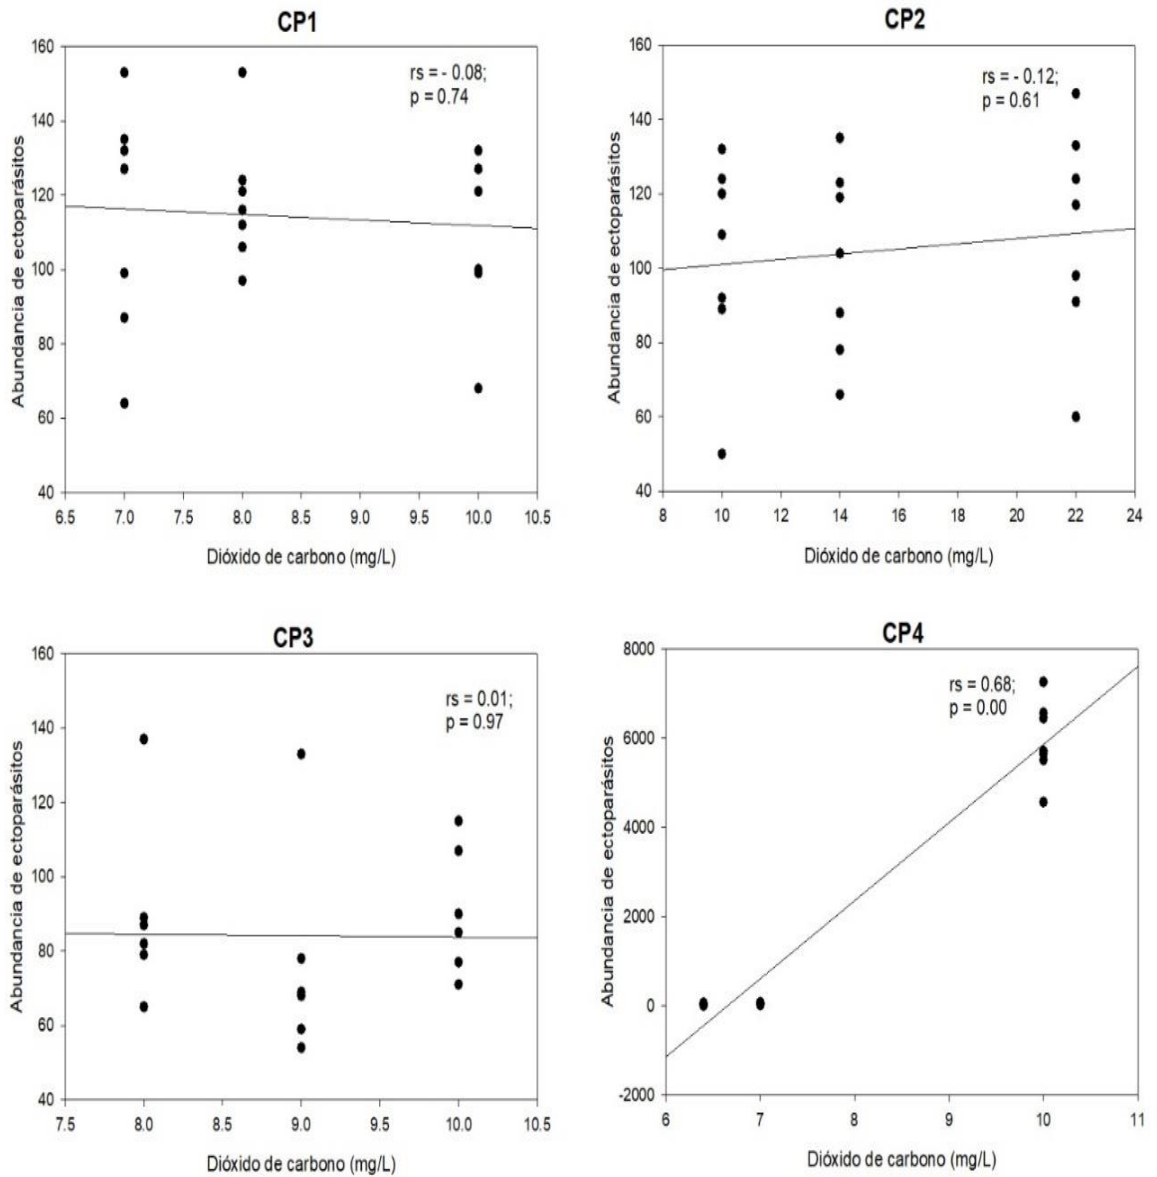 CP1
rs = - 0.08;
p = 0.74
Abundancia de ectoparásitos
160
140
120
100
80
60
40
6.5 7.0 7.5 8.0 8.5 9.0 9.5 10.0 10.5
Dióxido de carbono (mg/L)
CP2
rs = - 0.12;
p = 0.61
Abundancia de ectoparásitos
160
140
120
100
80
60
40
8 10 12 14 16 18 20 22 24
Dióxido de carbono (mg/L)
CP3
rs = 0.01;
p = 0.97
Abundancia de ectoparásitos
160
140
120
100
80
60
40
7.5 8.0 8.5 9.0 9.5 10.0 10.5
Dióxido de carbono (mg/L)
CP4
rs = 0.68;
p = 0.00
Abundancia de ectoparásitos
8000
6000
4000
2000
0
-2000
6 7 8 9 10 11
Dióxido de carbono (mg/L)